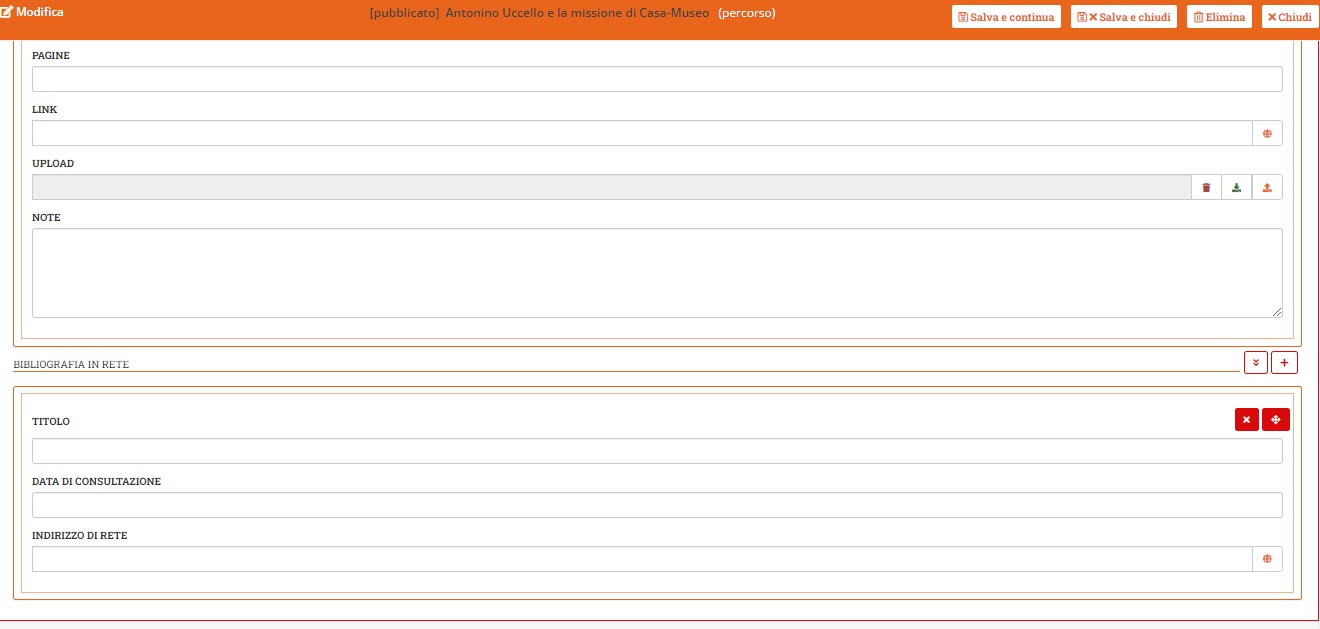 Modifica
[pubblicato] Antonino Uccello e la missione di Casa-Museo (percorso)
Salva e continua
Salva e chiudi
Elimina
Chiudi
PAGINE
LINK
UPLOAD
NOTE
BIBLIOGRAFIA IN RETE
TITOLO
DATA DI CONSULTAZIONE
INDIRIZZO DI RETE